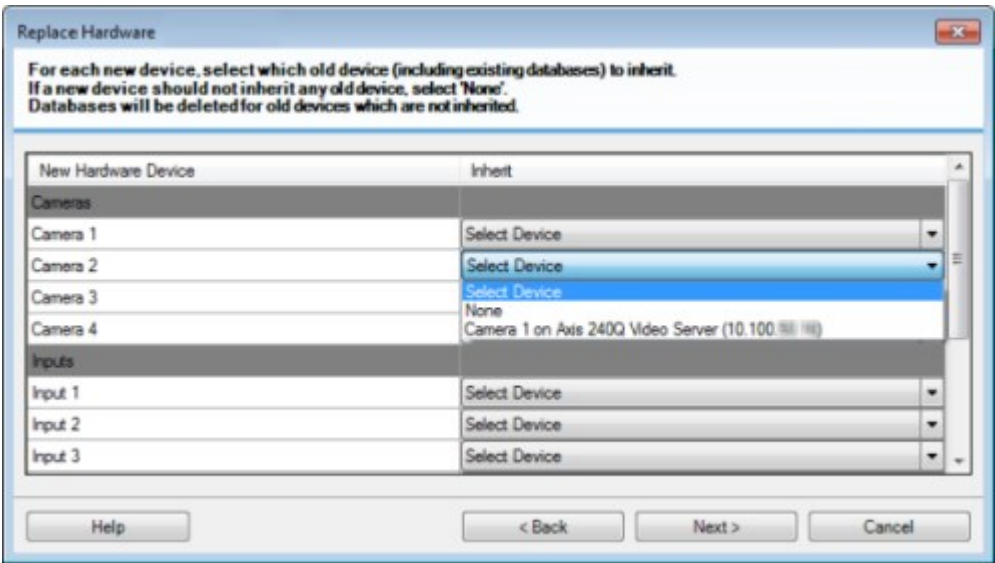 Replace Hardware
For each new device, select which old device (including existing databases) to inherit.
If a new device should not inherit any old device, select 'None'.
Databases will be deleted for old devices which are not inherited.
New Hardware Device Inherit
Cameras
Camera 1 Select Device
Camera 2 Select Device
Select Device
Camera 3
None
Camera 4 Camera 1 on Axis 240Q Video Server (10.100.
Inputs
Input 1 Select Device
Input 2 Select Device
Input 3 Select Device
Help < Back Next > Cancel